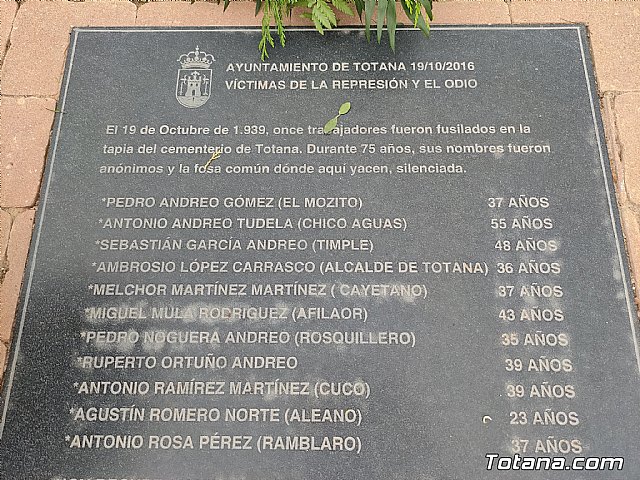 AYUNTAMIENTO DE TOTANA 19/10/2016
VÍCTIMAS DE LA REPRESIÓN Y EL ODIO
El 19 de Octubre de 1.939, once trabajadores fueron fusilados en la
tapia del cementerio de Totana. Durante 75 años, sus nombres fueron
anónimos y la fosa común dónde aquí yacen, silenciada.
*PEDRO ANDREO GÓMEZ (EL MOZITO) 37 AÑOS
*ANTONIO ANDREO TUDELA (CHICO AGUAS) 55 AÑOS
*SEBASTIÁN GARCÍA ANDREO (TIMPLE) 48 AÑOS
*AMBROSIO LÓPEZ CARRASCO (ALCALDE DE TOTANA) 36 AÑOS
*MELCHOR MARTÍNEZ MARTÍNEZ ( CAYETANO) 37 AÑOS
*MIGUEL MULA RODRIGUEZ (AFILAOR) 43 AÑOS
*PEDRO NOGUERA ANDREO (ROSQUILLERO) 35 AÑOS
*RUPERTO ORTUÑO ANDREO 39 AÑOS
*ANTONIO RAMÍREZ MARTÍNEZ (CUCO) 39 AÑOS
*AGUSTÍN ROMERO NORTE (ALEANO) 23 AÑOS
*ANTONIO ROSA PÉREZ (RAMBLARO) 37 AÑOS
Totana.com